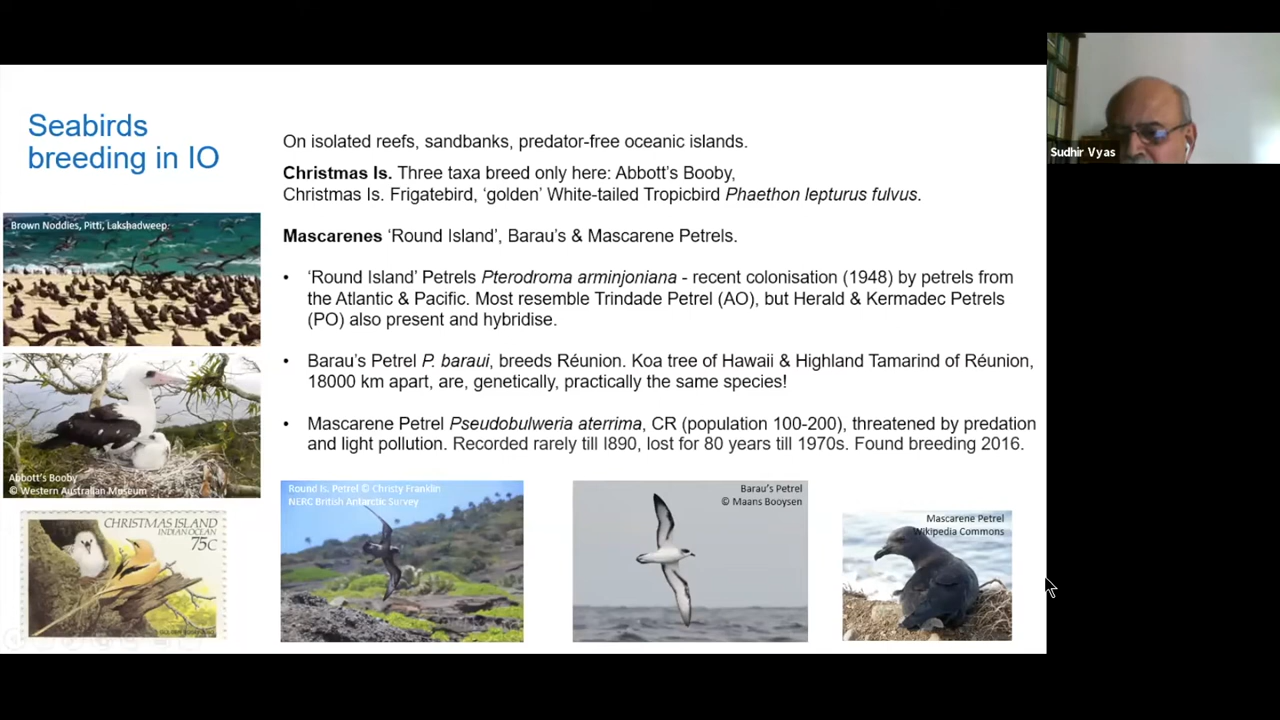 Seabirds
breeding in IO
On isolated reefs, sandbanks, predator-free oceanic islands.
Christmas Is. Three taxa breed only here: Abbott's Booby,
Christmas Is. Frigatebird, 'golden' White-tailed Tropicbird Phaethon lepturus fulvus.
Mascarenes 'Round Island', Barau's & Mascarene Petrels.
• 'Round Island' Petrels Pterodroma arminjoniana - recent colonisation (1948) by petrels from
the Atlantic & Pacific. Most resemble Trindade Petrel (AO), but Herald & Kermadec Petrels
(PO) also present and hybridise.
• Barau's Petrel P. baraui, breeds Réunion. Koa tree of Hawaii & Highland Tamarind of Réunion,
18000 km apart, are, genetically, practically the same species!
• Mascarene Petrel Pseudobulweria aterrima, CR (population 100-200), threatened by predation
and light pollution. Recorded rarely till I890, lost for 80 years till 1970s. Found breeding 2016.
Brown Noddies, Pitti, Lakshadweep.
Abbott's Booby
© Western Australian Museum
CHRISTMAS ISLAND
INDIAN OCEAN
75C
Round Is. Petrel © Christy Franklin
NERC British Antarctic Survey
Barau's Petrel
© Maans Booysen
Mascarene Petrel
Wikipedia Commons
Sudhir Vyas